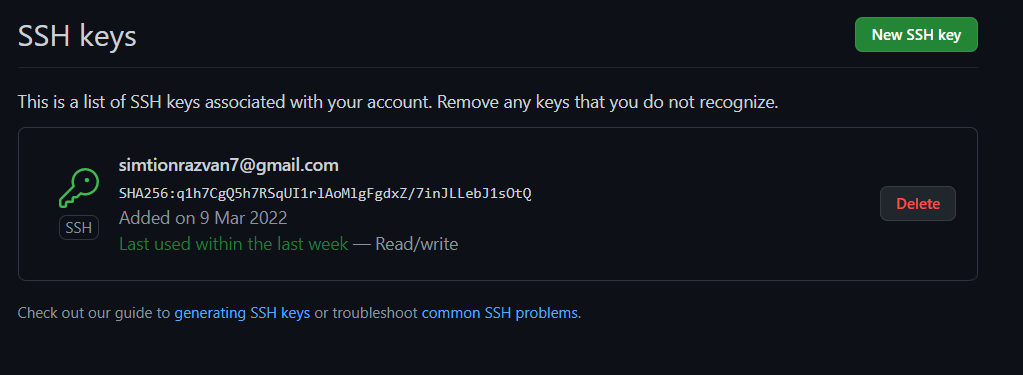 SSH keys
New SSH key
This is a list of SSH keys associated with your account. Remove any keys that you do not recognize.
simtionrazvan7@gmail.com
SHA256:q1h7CgQ5h7RSqUI1rlAoMlgFgdxZ/7inJLLebJ1sOtQ
SSH
Added on 9 Mar 2022
Last used within the last week — Read/write
Delete
Check out our guide to generating SSH keys or troubleshoot common SSH problems.